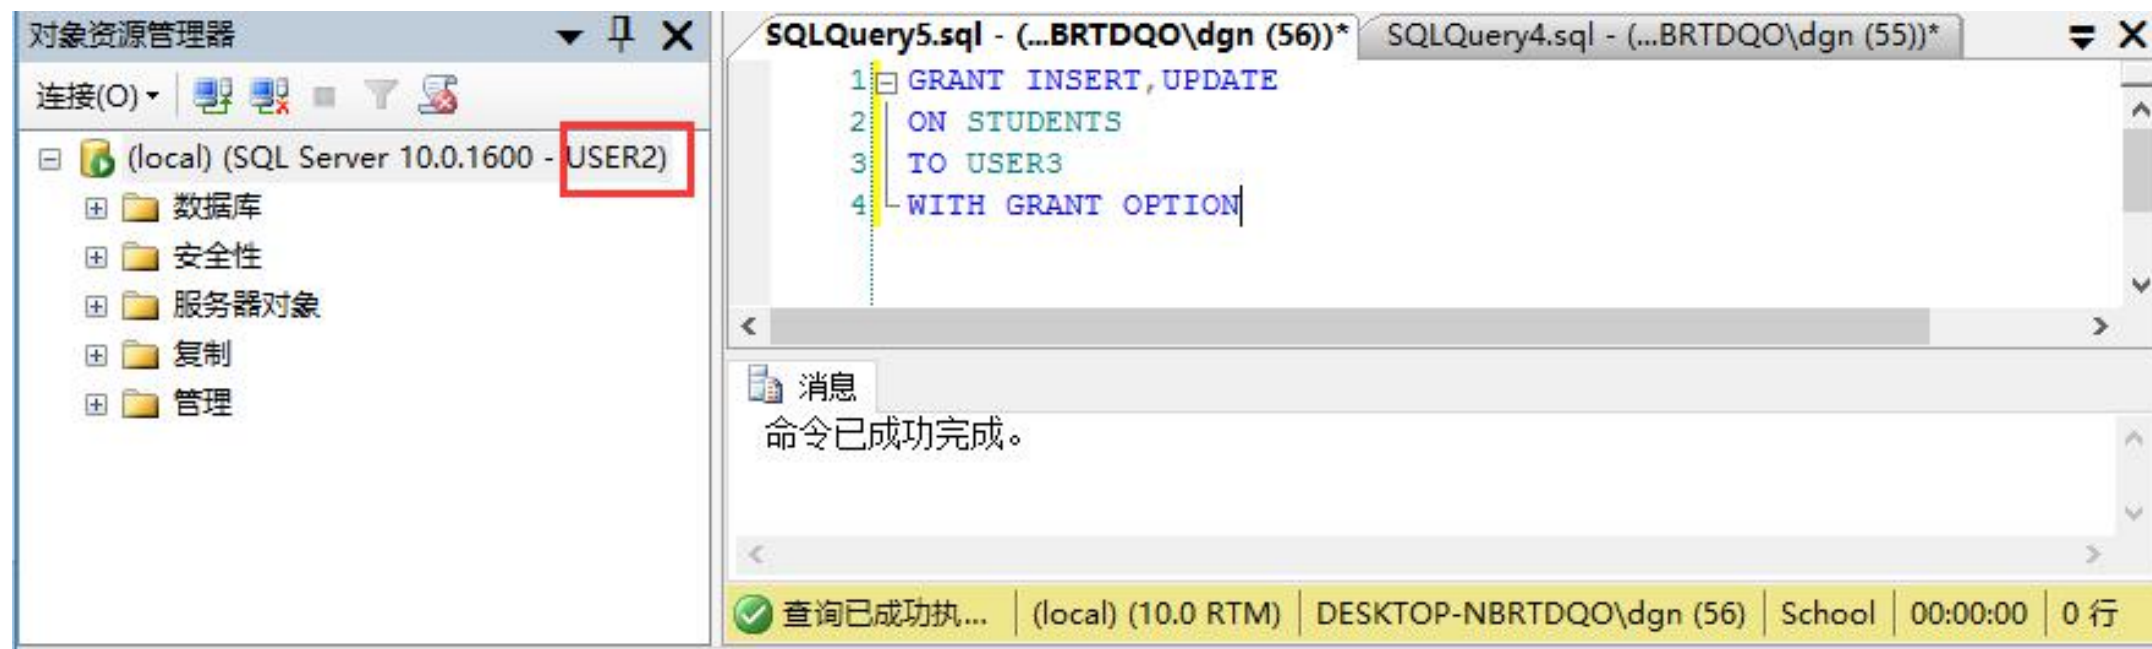 对象资源管理器
连接(O)
(local) (SQL Server 10.0.1600 - USER2)
数据库
安全性
服务器对象
复制
管理
SQLQuery5.sql - (...BRTDQO\dgn (56))* SQLQuery4.sql - (...BRTDQO\dgn (55))*
1 GRANT INSERT,UPDATE
2 ON STUDENTS
3 TO USER3
4 WITH GRANT OPTION
消息
命令已成功完成。
查询已成功执... (local) (10.0 RTM) DESKTOP-NBRTDQO\dgn (56) School 00:00:00 0 行